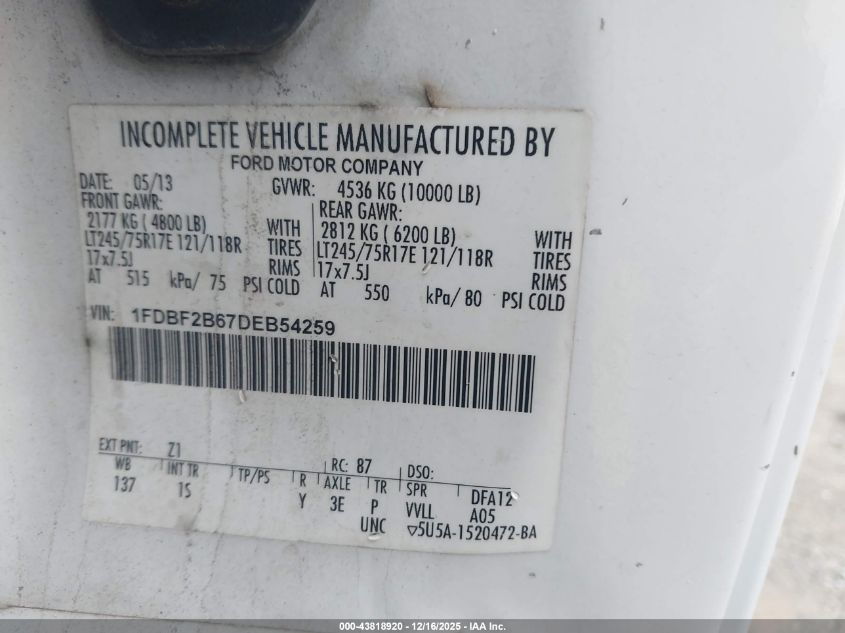 INCOMPLETE VEHICLE MANUFACTURED BY
FORD MOTOR COMPANY
DATE: 05/13 GVWR: 4536 KG (10000 LB)
FRONT GAWR: REAR GAWR:
2177 KG ( 4800 LB) WITH 2812 KG ( 6200 LB) WITH
LT245/75R17E 121/118R TIRES LT245/75R17E 121/118R TIRES
17x7.5J RIMS 17x7.5J RIMS
AT 515 kPa/ 75 PSI COLD AT 550 kPa/ 80 PSI COLD
VIN: 1FDBF2B67DEB54259
EXT PNT: Z1 RC: 87 DSO:
WB INT TR TP/PS R AXLE TR SPR DFA12
137 1S Y 3E P VVLL A05
UNC ▽5U5A-1520472-BA
000-43818920 - 12/16/2025 - IAA Inc.